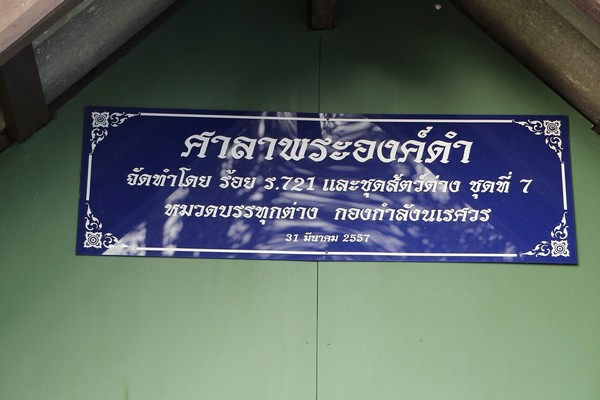 ศาลาพระองค์ดำ
จัดทำโดย ร้อย ร.721 และชุดสัตว์ต่าง ชุดที่ 7
หมวดบรรทุกต่าง กองกำลังนเรศวร
31 มีนาคม 2557